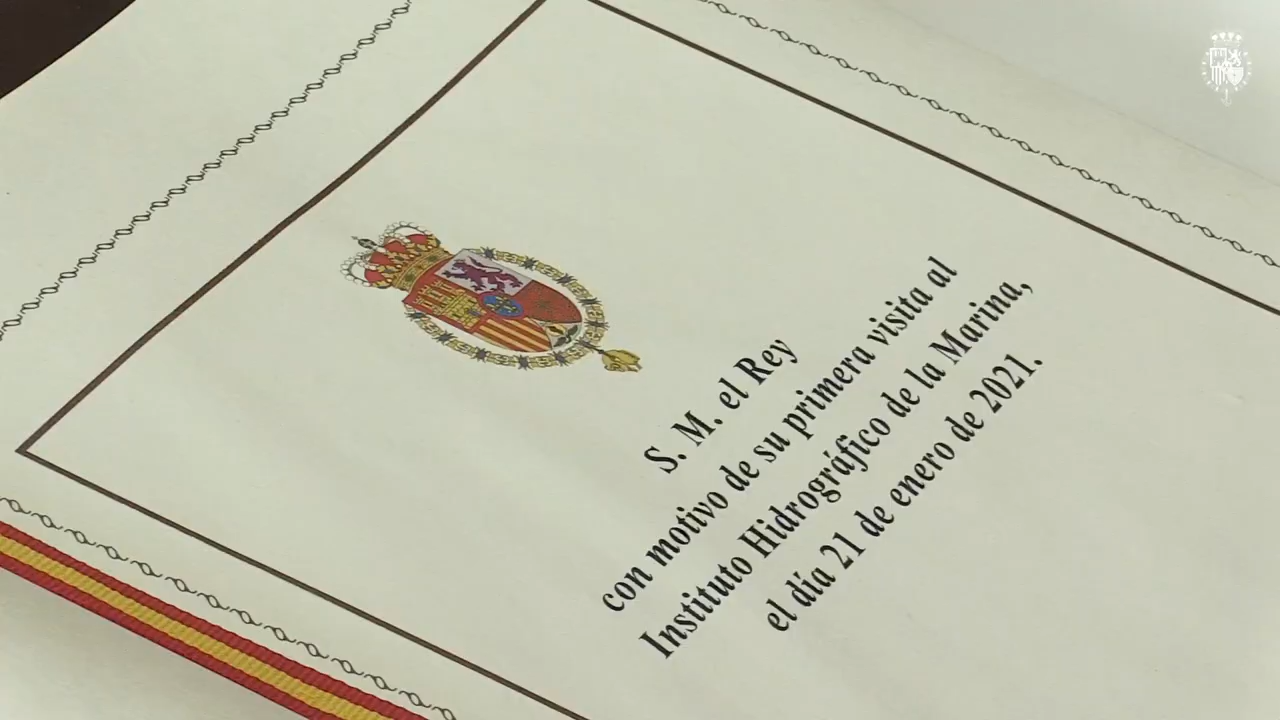 S. M. el Rey
con motivo de su primera visita al
Instituto Hidrográfico de la Marina,
el día 21 de enero de 2021.